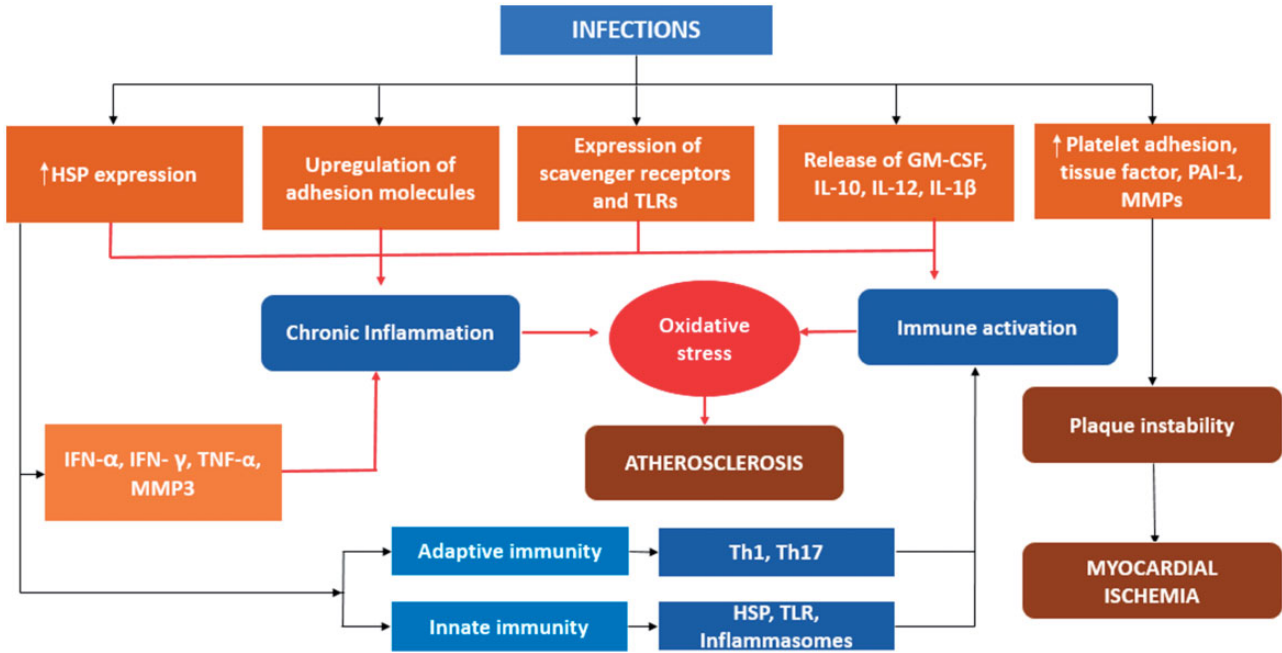 INFECTIONS
↑HSP expression
Upregulation of
adhesion molecules
Expression of
scavenger receptors
and TLRs
Release of GM-CSF,
IL-10, IL-12, IL-1β
↑Platelet adhesion,
tissue factor, PAI-1,
MMPs
Chronic Inflammation
Oxidative
stress
Immune activation
Plaque instability
IFN-α, IFN- γ, TNF-α,
MMP3
ATHEROSCLEROSIS
Adaptive immunity
Th1, Th17
Innate immunity
HSP, TLR,
Inflammasomes
MYOCARDIAL
ISCHEMIA